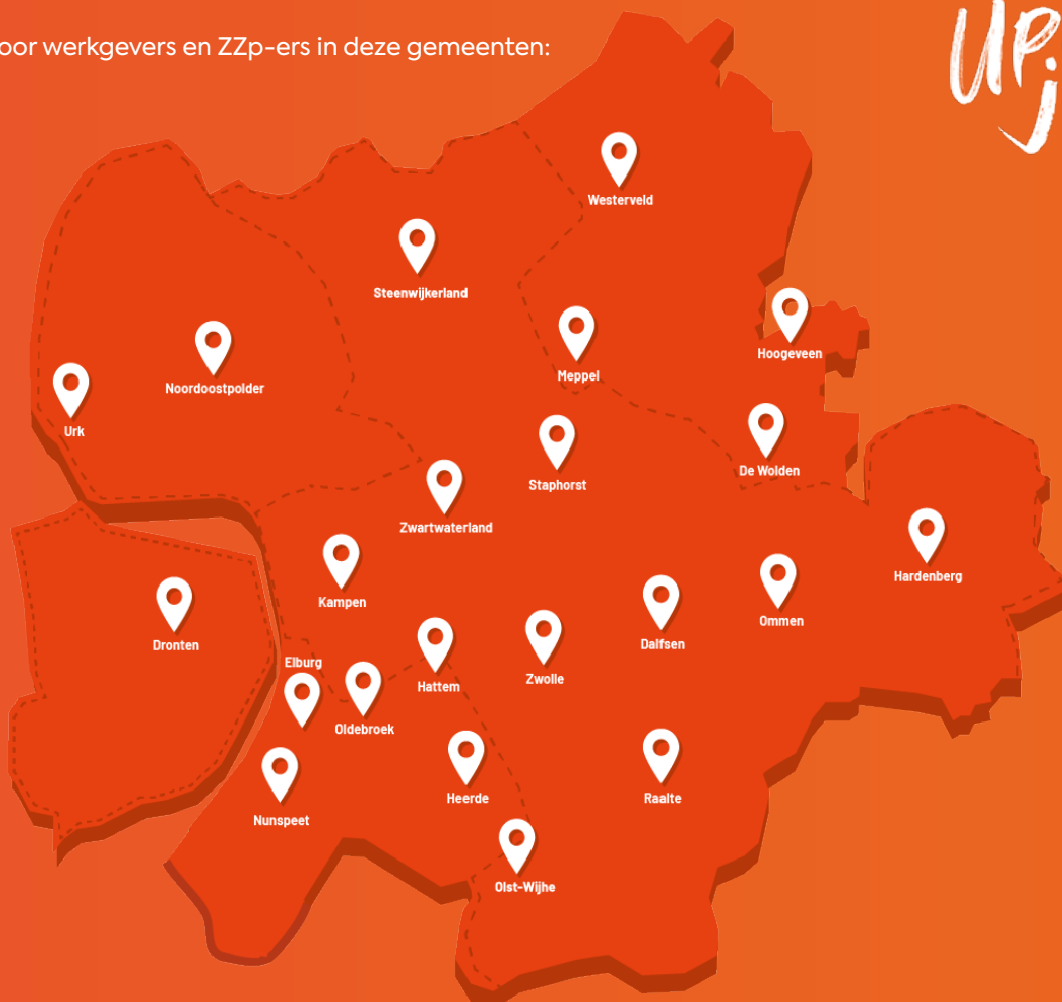 oor werkgevers en ZZp-ers in deze gemeenten:
UP.
j
Westerveld
Steenwijkerland
Hoogeveen
Meppel
Noordoostpolder
Urk
De Wolden
Staphorst
Zwartwaterland
Hardenberg
Kampen
Ommen
Dronten
Dalfsen
Elburg
Zwolle
Hattem
Oldebroek
Heerde
Raalte
Nunspeet
Olst-Wijhe